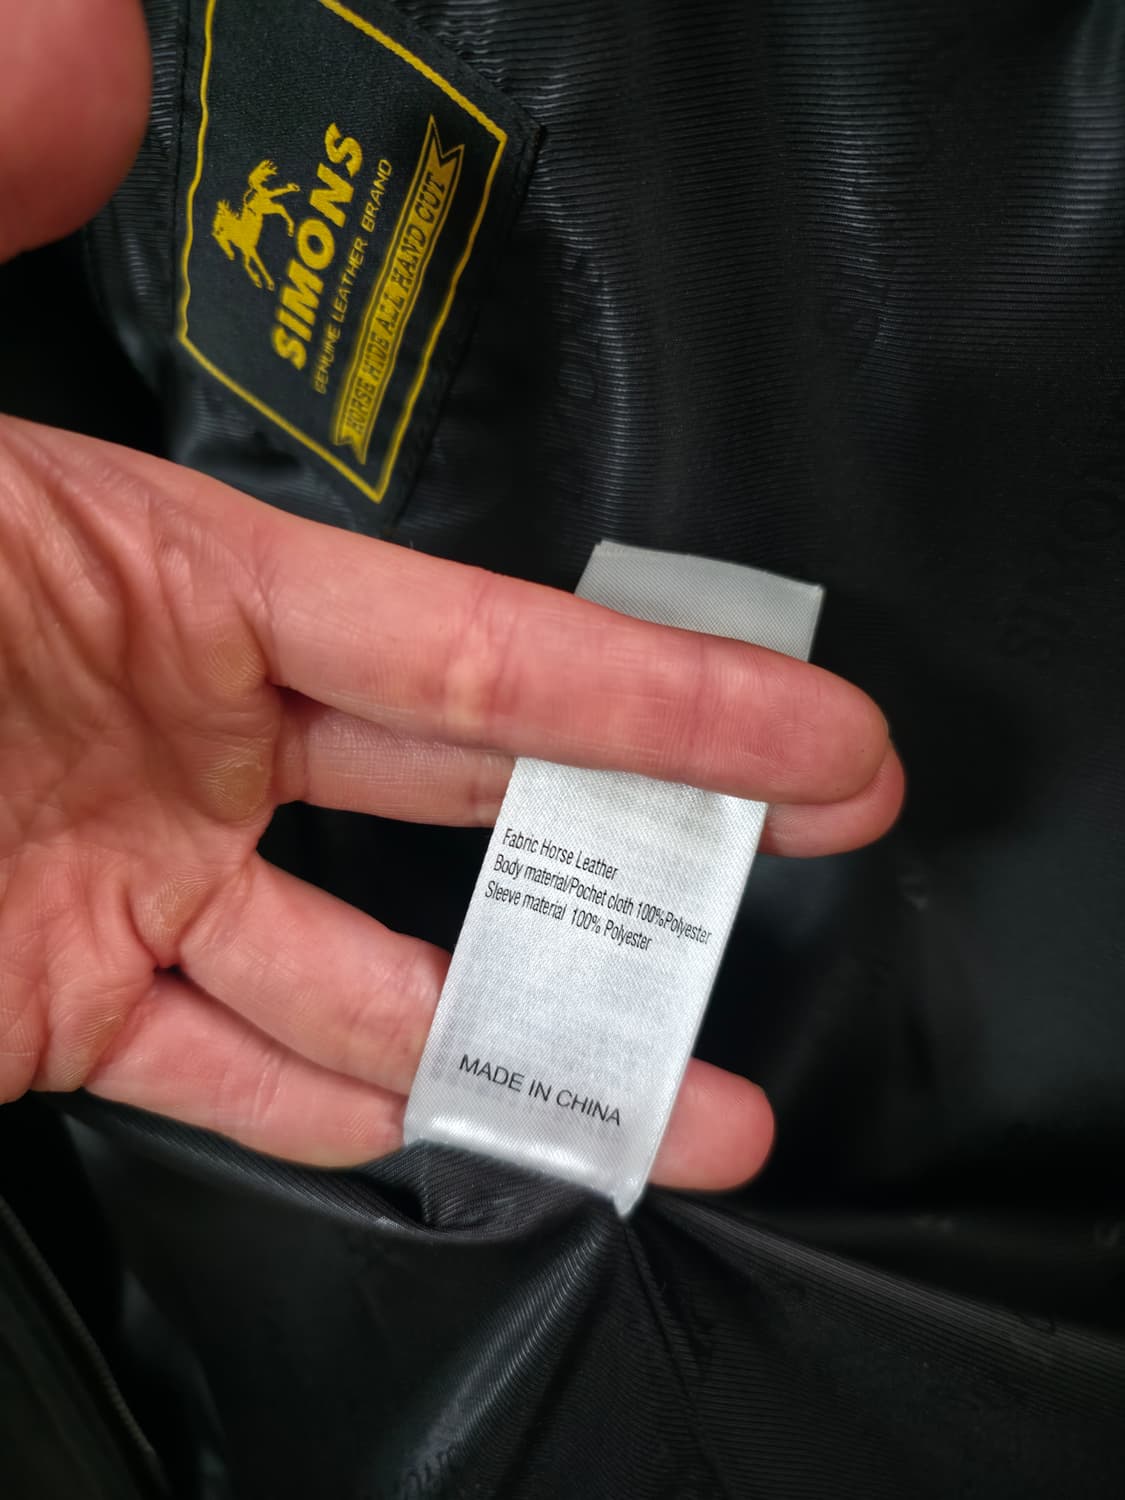 SIMONS
GENUINE LEATHER BRAND
HORSE HIDE ALL HAND CUT
Fabric Horse Leather
Body material/Pochet cloth 100%Polyester
Sleeve material 100% Polyester
MADE IN CHINA